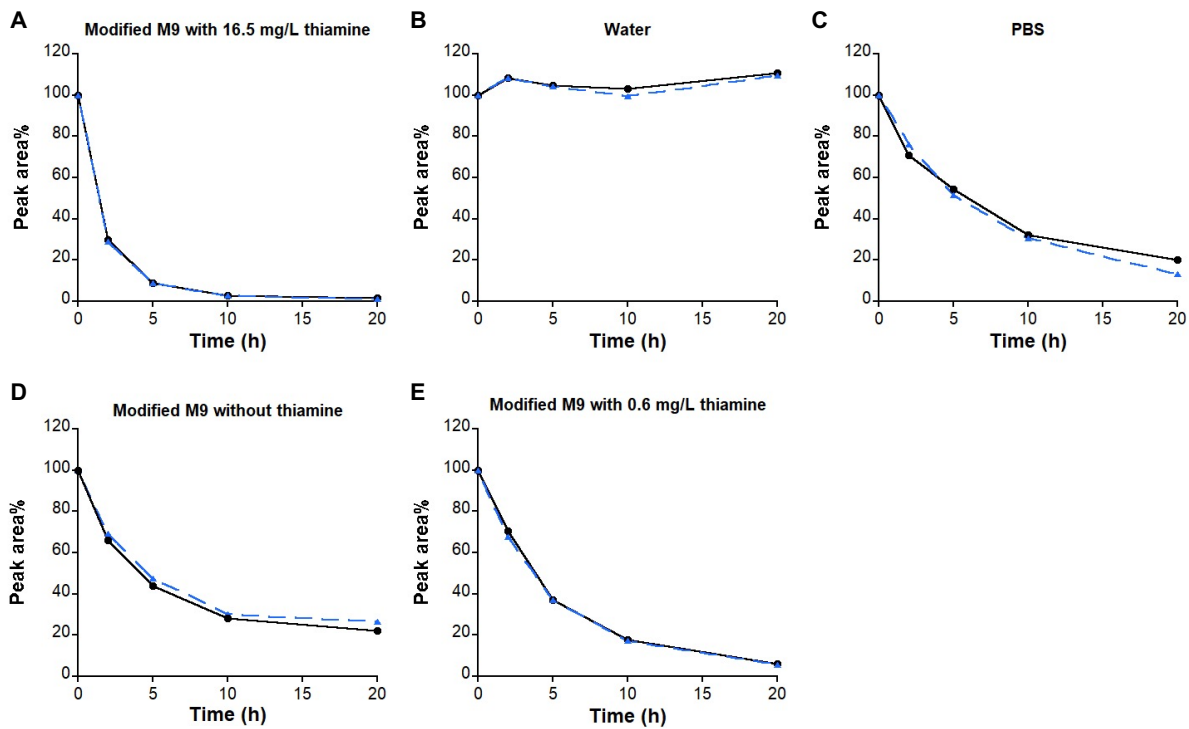 A
Modified M9 with 16.5 mg/L thiamine
120
100
80
60
40
20
0
Peak area%
0 5 10 15 20
Time (h)
B
Water
120
100
80
60
40
20
0
Peak area%
0 5 10 15 20
Time (h)
C
PBS
120
100
80
60
40
20
0
Peak area%
0 5 10 15 20
Time (h)
D
Modified M9 without thiamine
120
100
80
60
40
20
0
Peak area%
0 5 10 15 20
Time (h)
E
Modified M9 with 0.6 mg/L thiamine
120
100
80
60
40
20
0
Peak area%
0 5 10 15 20
Time (h)